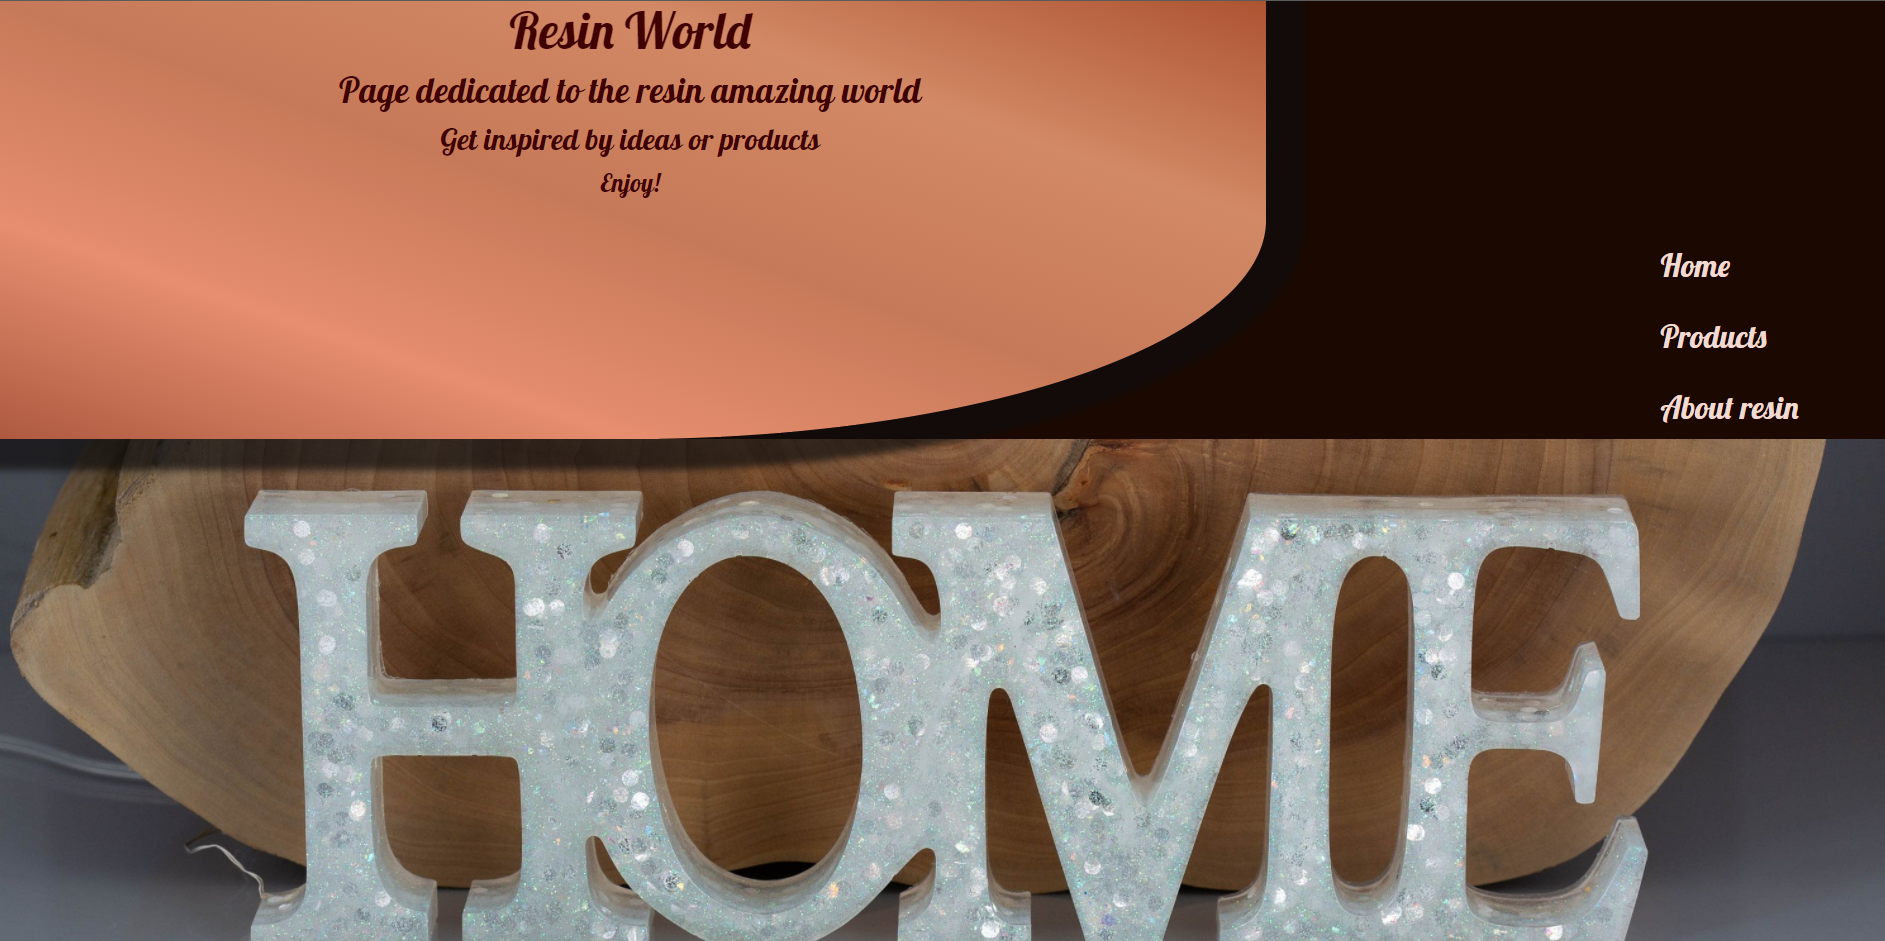 Resin World
Page dedicated to the resin amazing world
Get inspired by ideas or products
Enjoy!
Home
Products
About resin
HOME